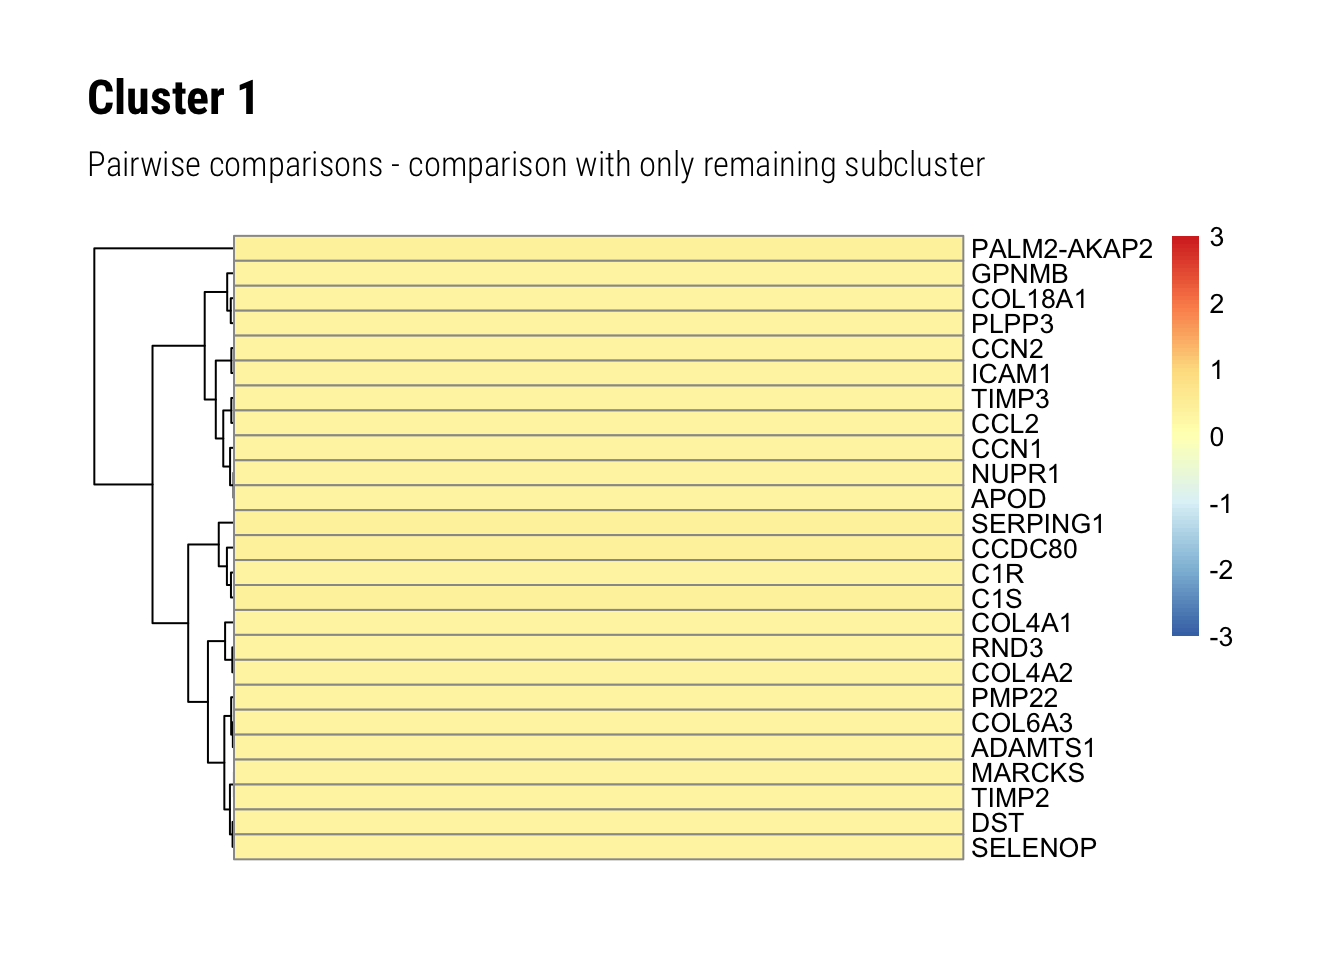 Cluster 1
Pairwise comparisons - comparison with only remaining subcluster
PALM2-AKAP2
GPNMB
COL18A1
PLPP3
CCN2
ICAM1
TIMP3
CCL2
CCN1
NUPR1
APOD
SERPING1
CCDC80
C1R
C1S
COL4A1
RND3
COL4A2
PMP22
COL6A3
ADAMTS1
MARCKS
TIMP2
DST
SELENOP
3
2
1
0
-1
-2
-3